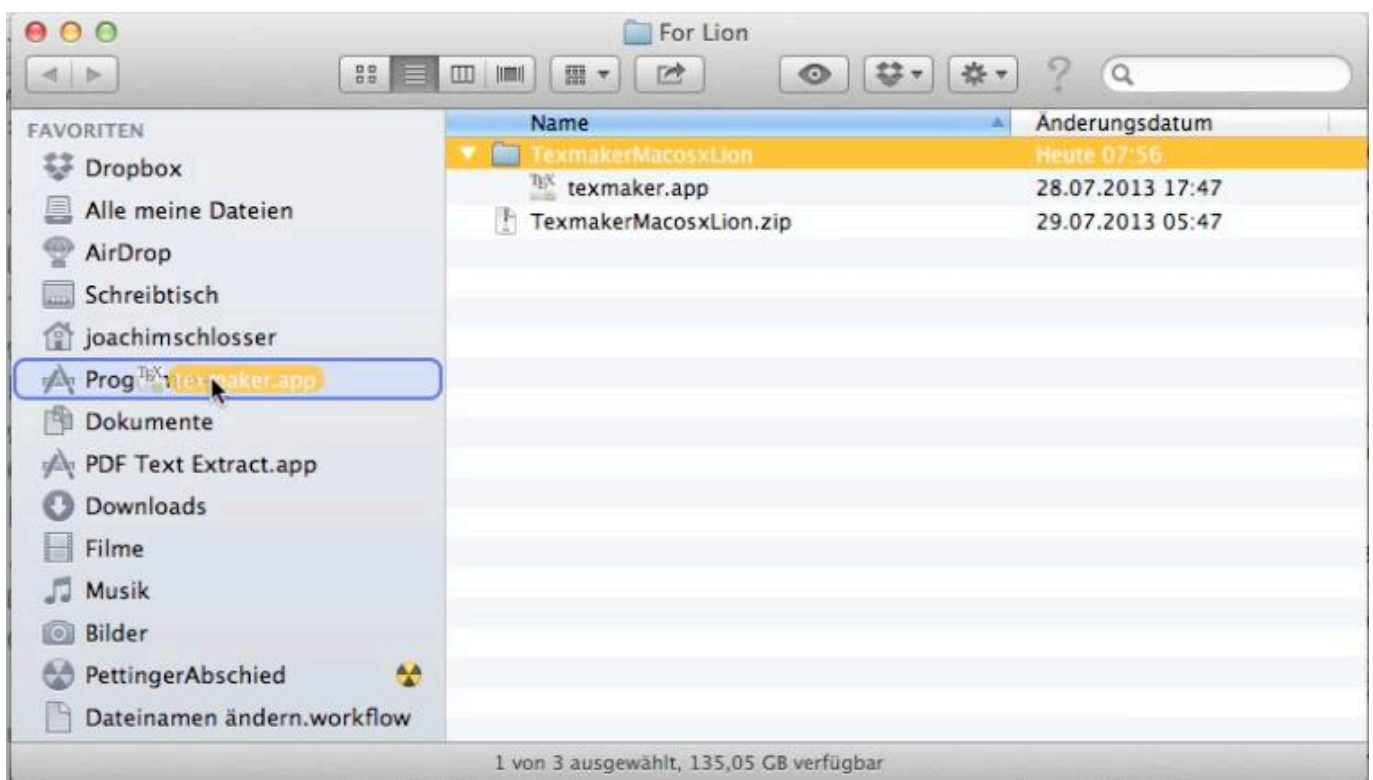 For Lion
?
FAVORITEN
Dropbox
Alle meine Dateien
AirDrop
Schreibtisch
joachimschlosser
Prog
texmaker.app
Dokumente
PDF Text Extract.app
Downloads
Filme
Musik
Bilder
PettingerAbschied
Dateinamen ändern.workflow
Name Änderungsdatum
TexmakerMacosxLion Heute 07:56
texmaker.app 28.07.2013 17:47
TexmakerMacosxLion.zip 29.07.2013 05:47
1 von 3 ausgewählt, 135,05 GB verfügbar